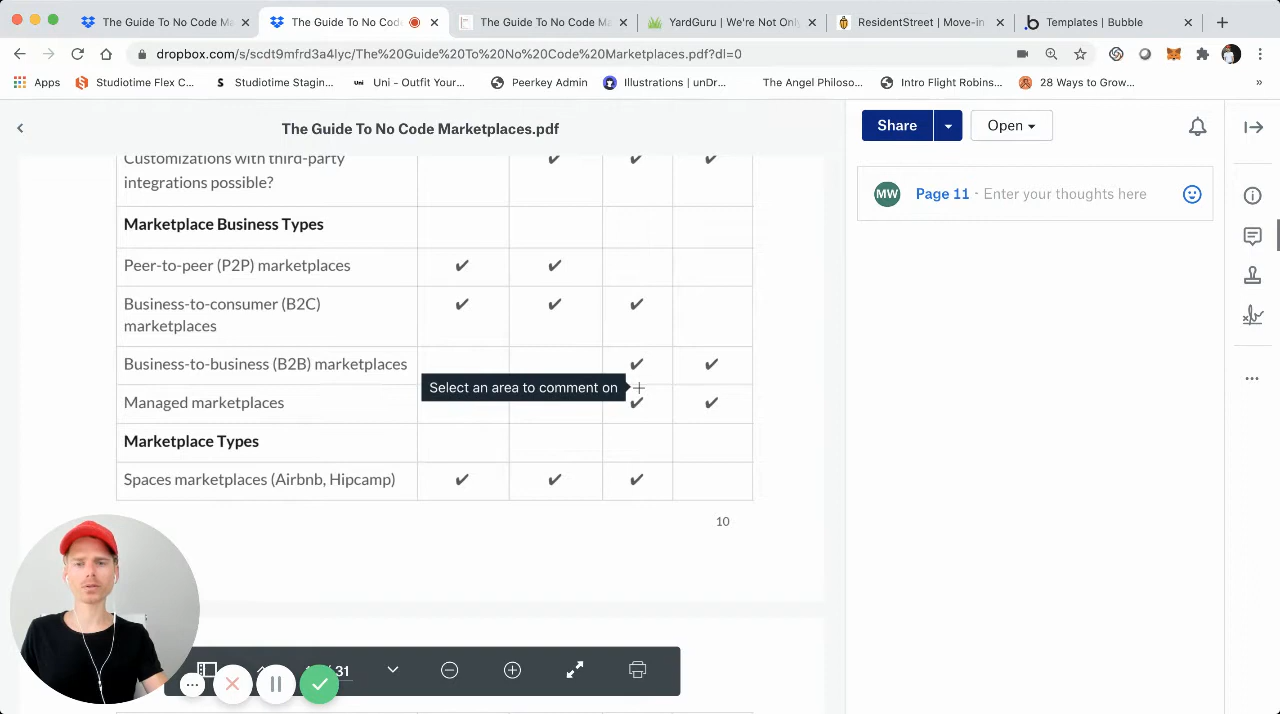 The Guide To No Code Ma
The Guide To No Code
The Guide To No Code Ma
YardGuru | We're Not Onl
ResidentStreet | Move-in
Templates | Bubble
dropbox.com/s/scdt9mfrd3a4lyc/The%20Guide%20To%20No%20Code%20Marketplaces.pdf?dl=0
Apps
Studiotime Flex C...
Studiotime Stagin...
Uni - Outfit Your...
Peerkey Admin
Illustrations | unDr...
The Angel Philoso...
Intro Flight Robins...
28 Ways to Grow...
»
The Guide To No Code Marketplaces.pdf
Share
Open
MW
Page 11 - Enter your thoughts here
Customizations with third-party
integrations possible?
Marketplace Business Types
Peer-to-peer (P2P) marketplaces
Business-to-consumer (B2C)
marketplaces
Business-to-business (B2B) marketplaces
Select an area to comment on
Managed marketplaces
Marketplace Types
Spaces marketplaces (Airbnb, Hipcamp)
10
/ 31